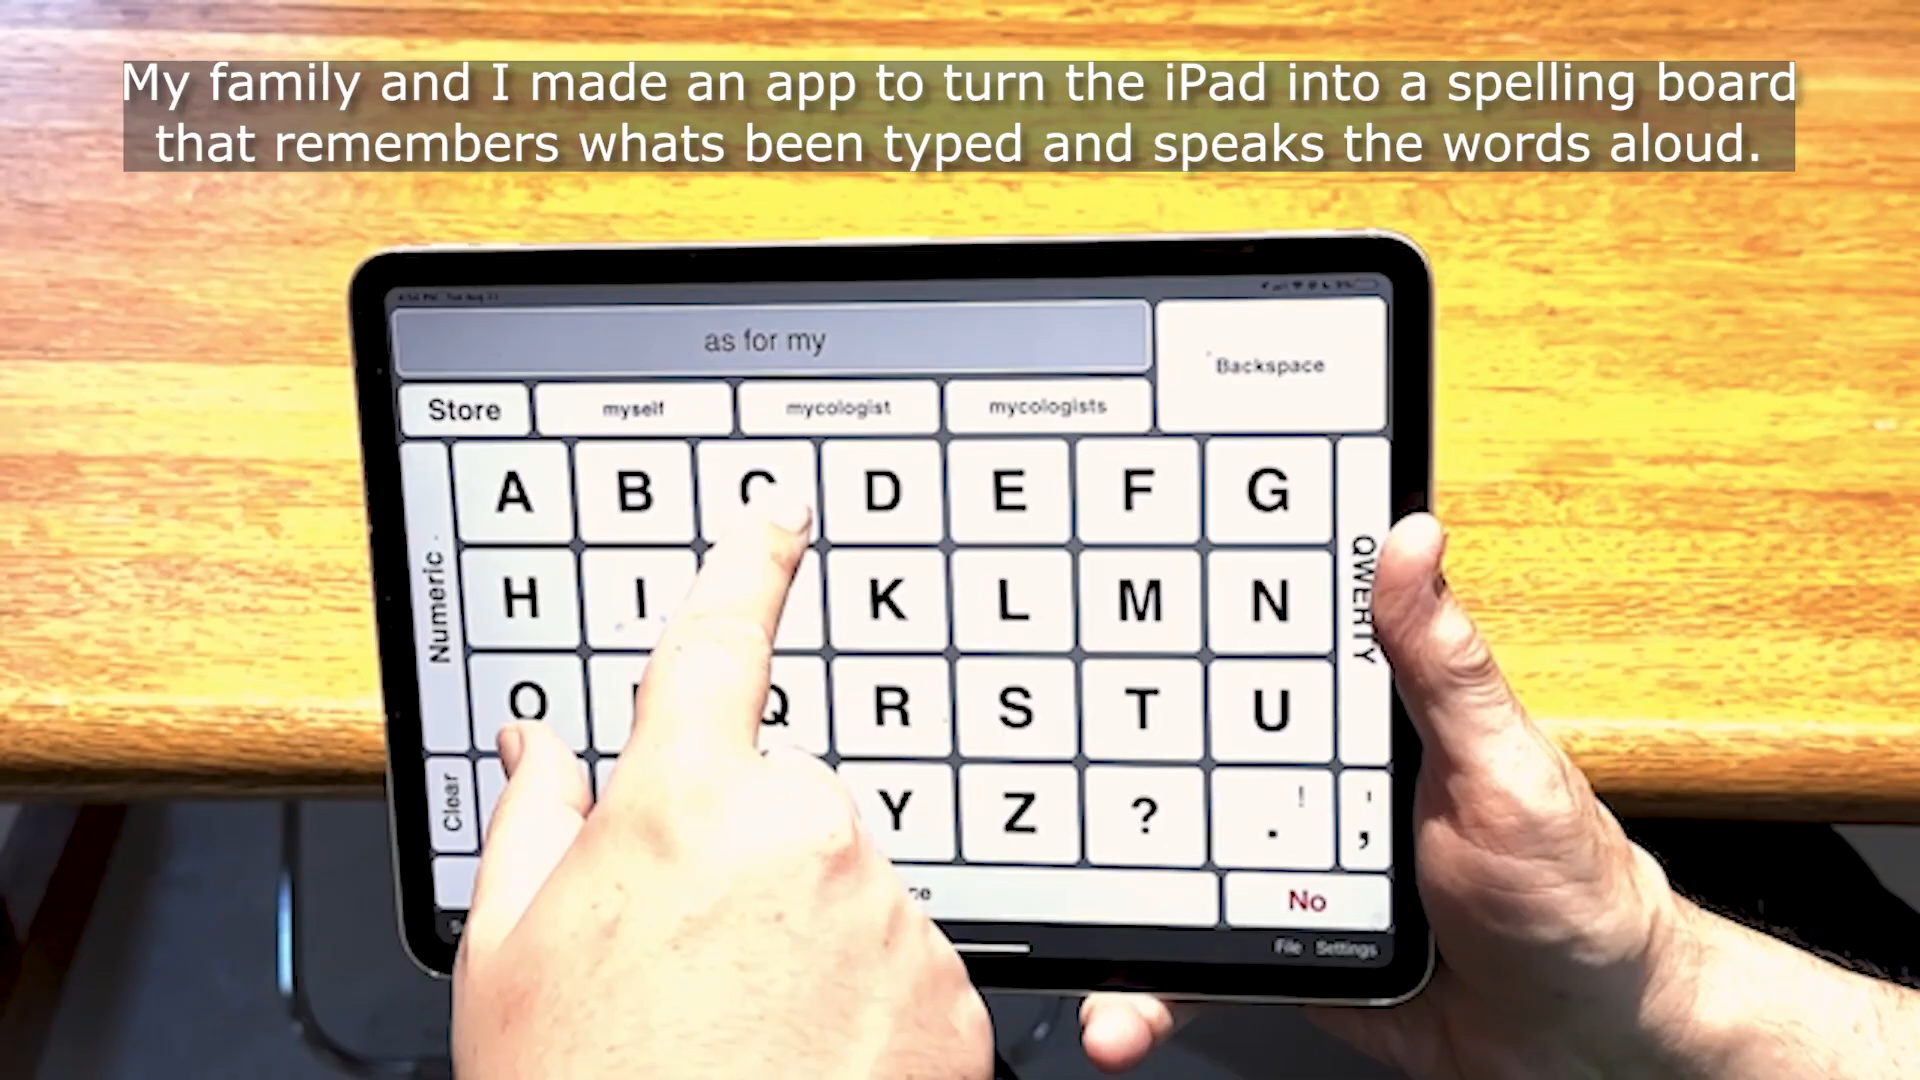 My family and I made an app to turn the iPad into a spelling board
that remembers whats been typed and speaks the words aloud.
as for my
Backspace
Store myself mycologist mycologists
Numeric
A B C D E F G
QWERTY
H I K L M N
O Q R S T U
Clear
Y Z ? . ! ' ,
No
File Settings